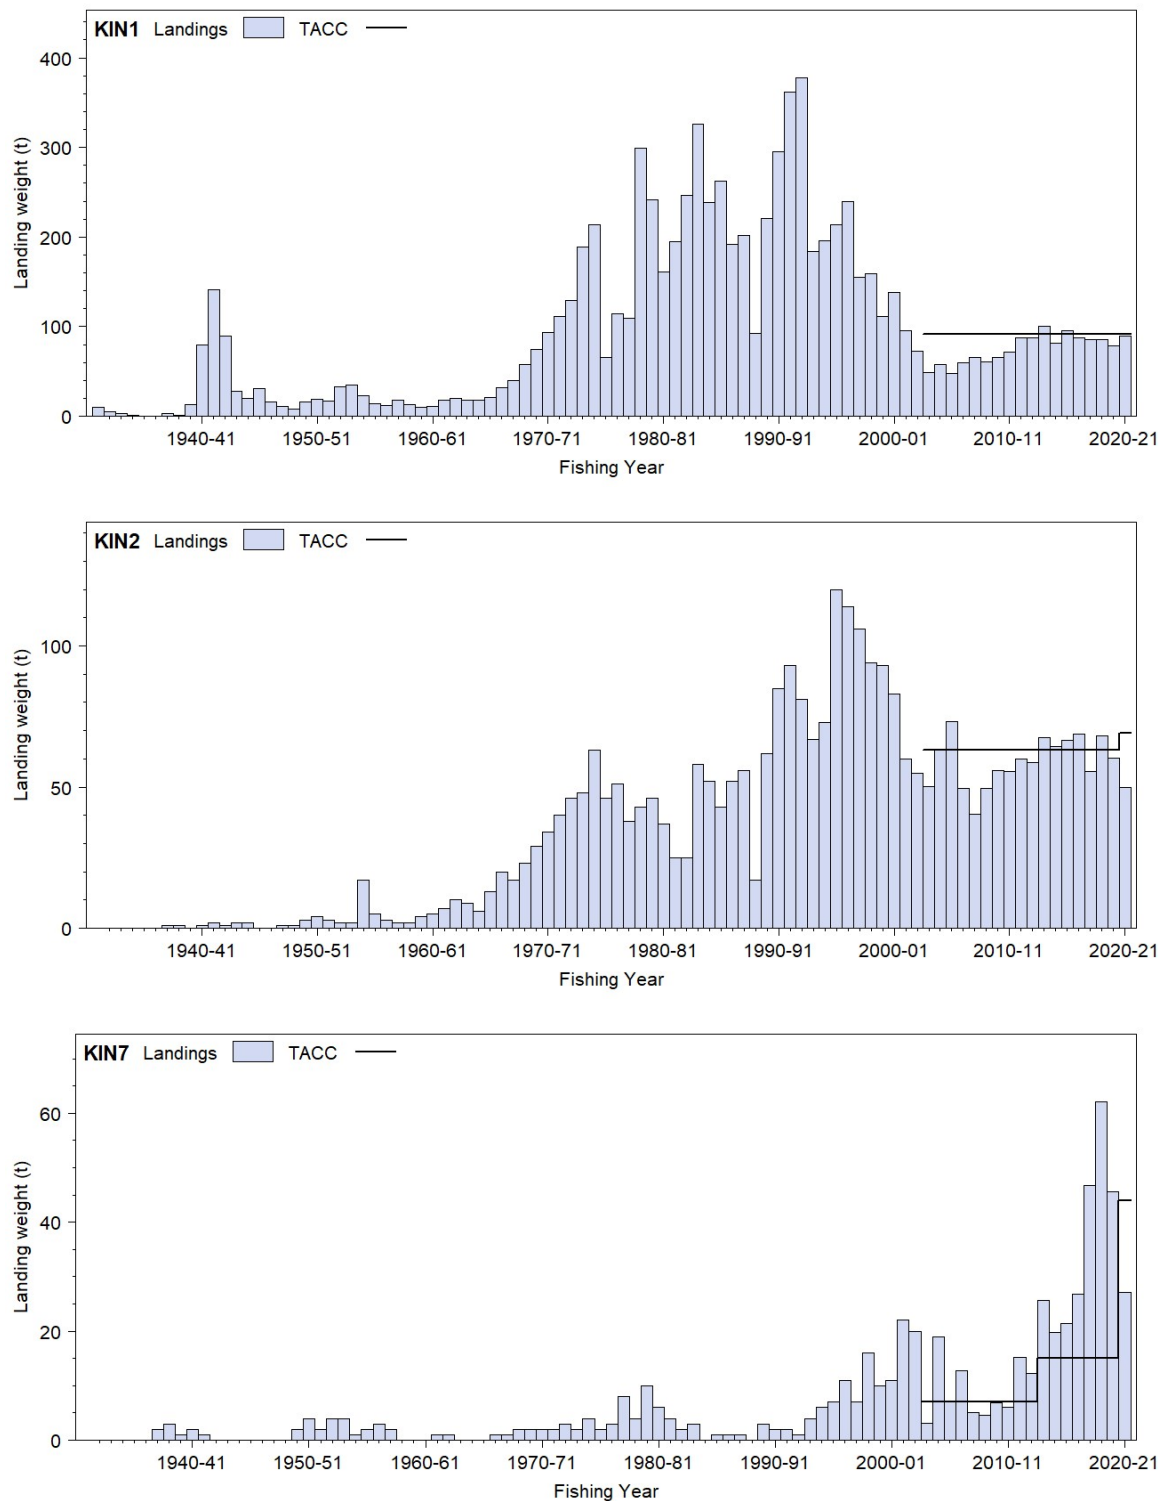 KIN1 Landings TACC
Landing weight (t)
400
300
200
100
0
1940-41 1950-51 1960-61 1970-71 1980-81 1990-91 2000-01 2010-11 2020-21
Fishing Year
KIN2 Landings TACC
Landing weight (t)
100
50
0
1940-41 1950-51 1960-61 1970-71 1980-81 1990-91 2000-01 2010-11 2020-21
Fishing Year
KIN7 Landings TACC
Landing weight (t)
60
40
20
0
1940-41 1950-51 1960-61 1970-71 1980-81 1990-91 2000-01 2010-11 2020-21
Fishing Year